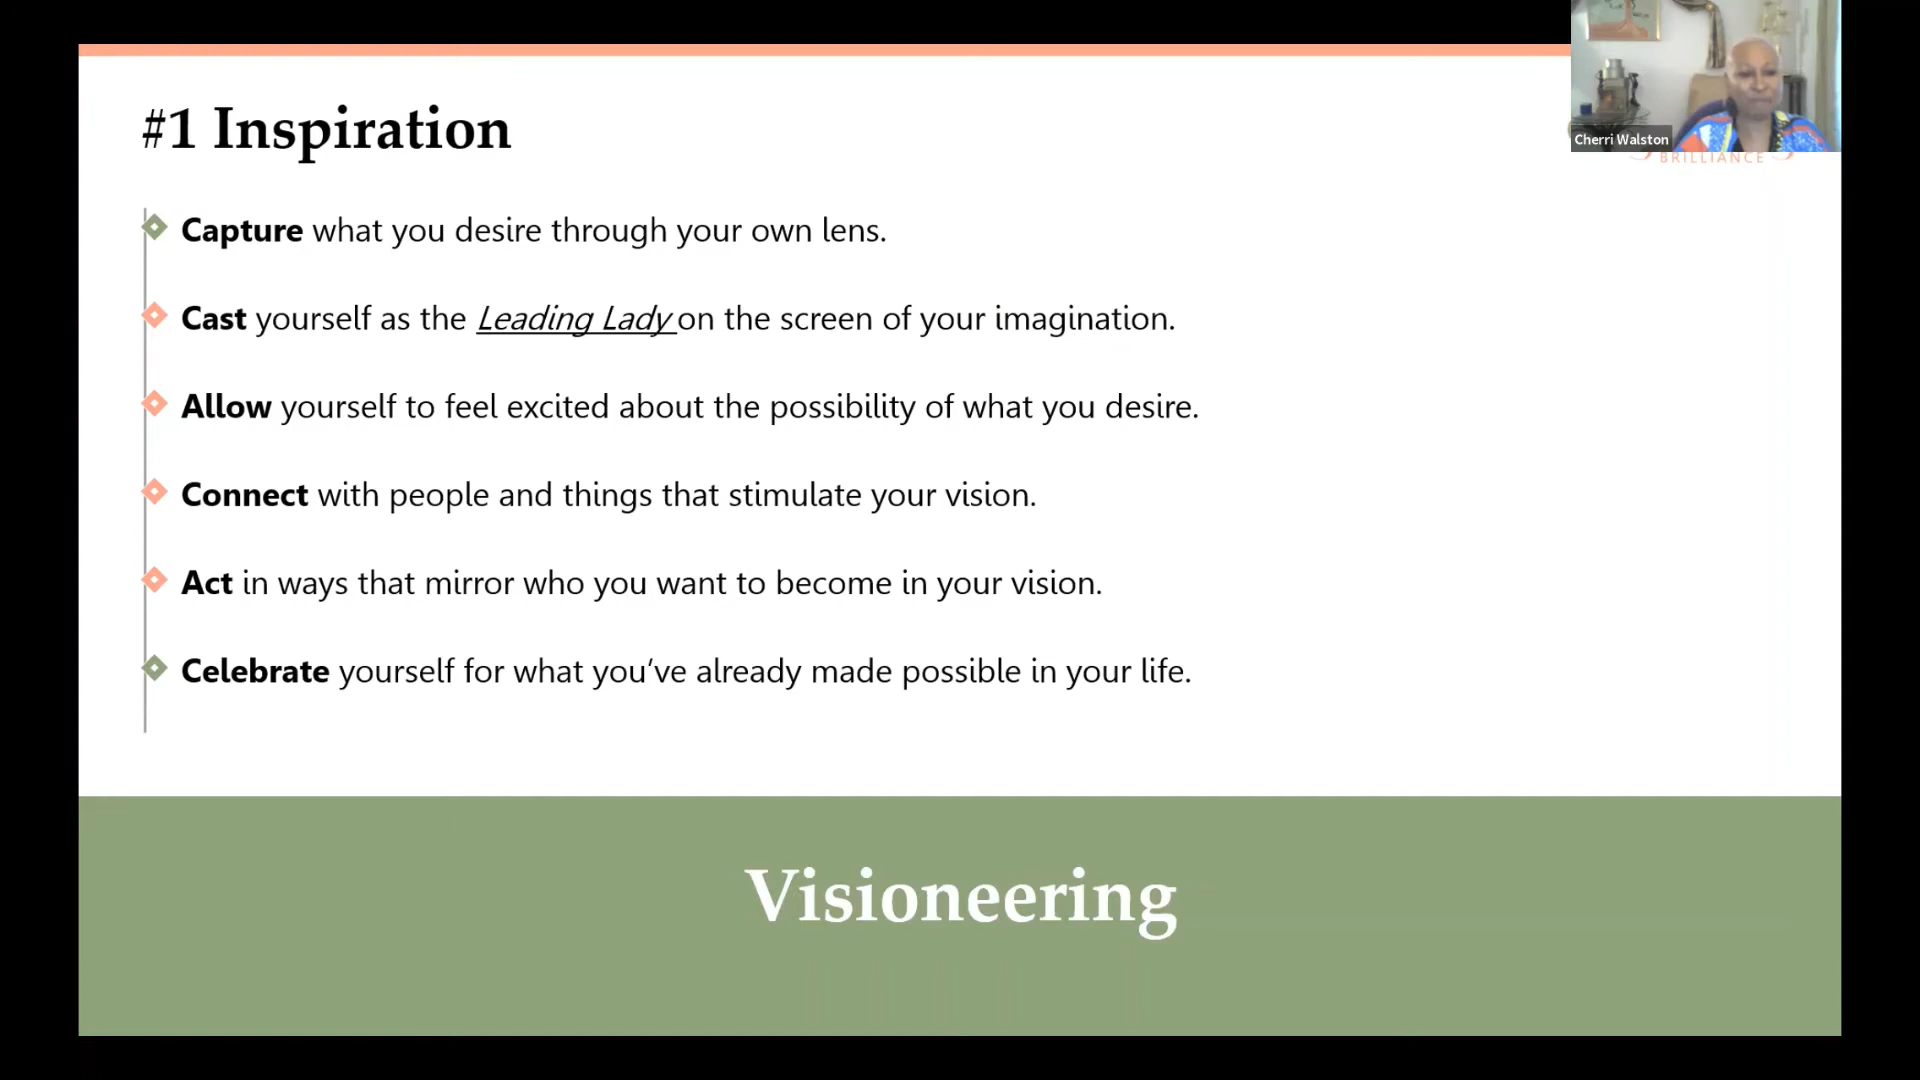 #1 Inspiration
Cherri Walston
BRILLIANCE
Capture what you desire through your own lens.
Cast yourself as the Leading Lady on the screen of your imagination.
Allow yourself to feel excited about the possibility of what you desire.
Connect with people and things that stimulate your vision.
Act in ways that mirror who you want to become in your vision.
Celebrate yourself for what you’ve already made possible in your life.
Visioneering